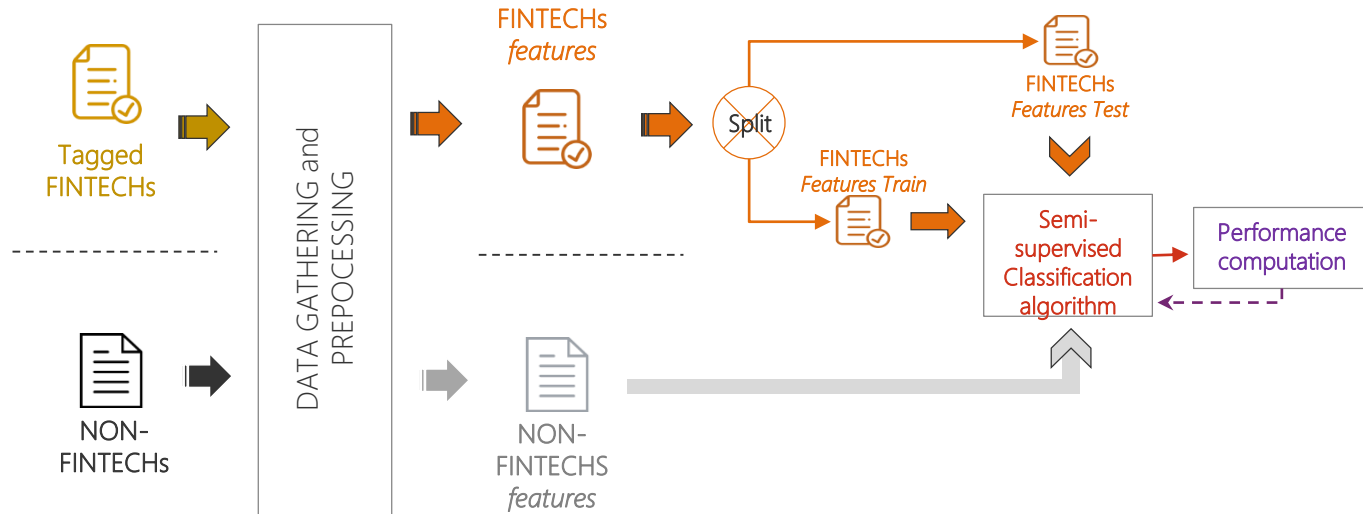 Tagged
FINTECHs
NON-
FINTECHs
DATA GATHERING and
PREPOCESSING
FINTECHs
features
NON-
FINTECHS
features
Split
FINTECHs
Features Test
FINTECHs
Features Train
Semi-
supervised
Classification
algorithm
Performance
computation